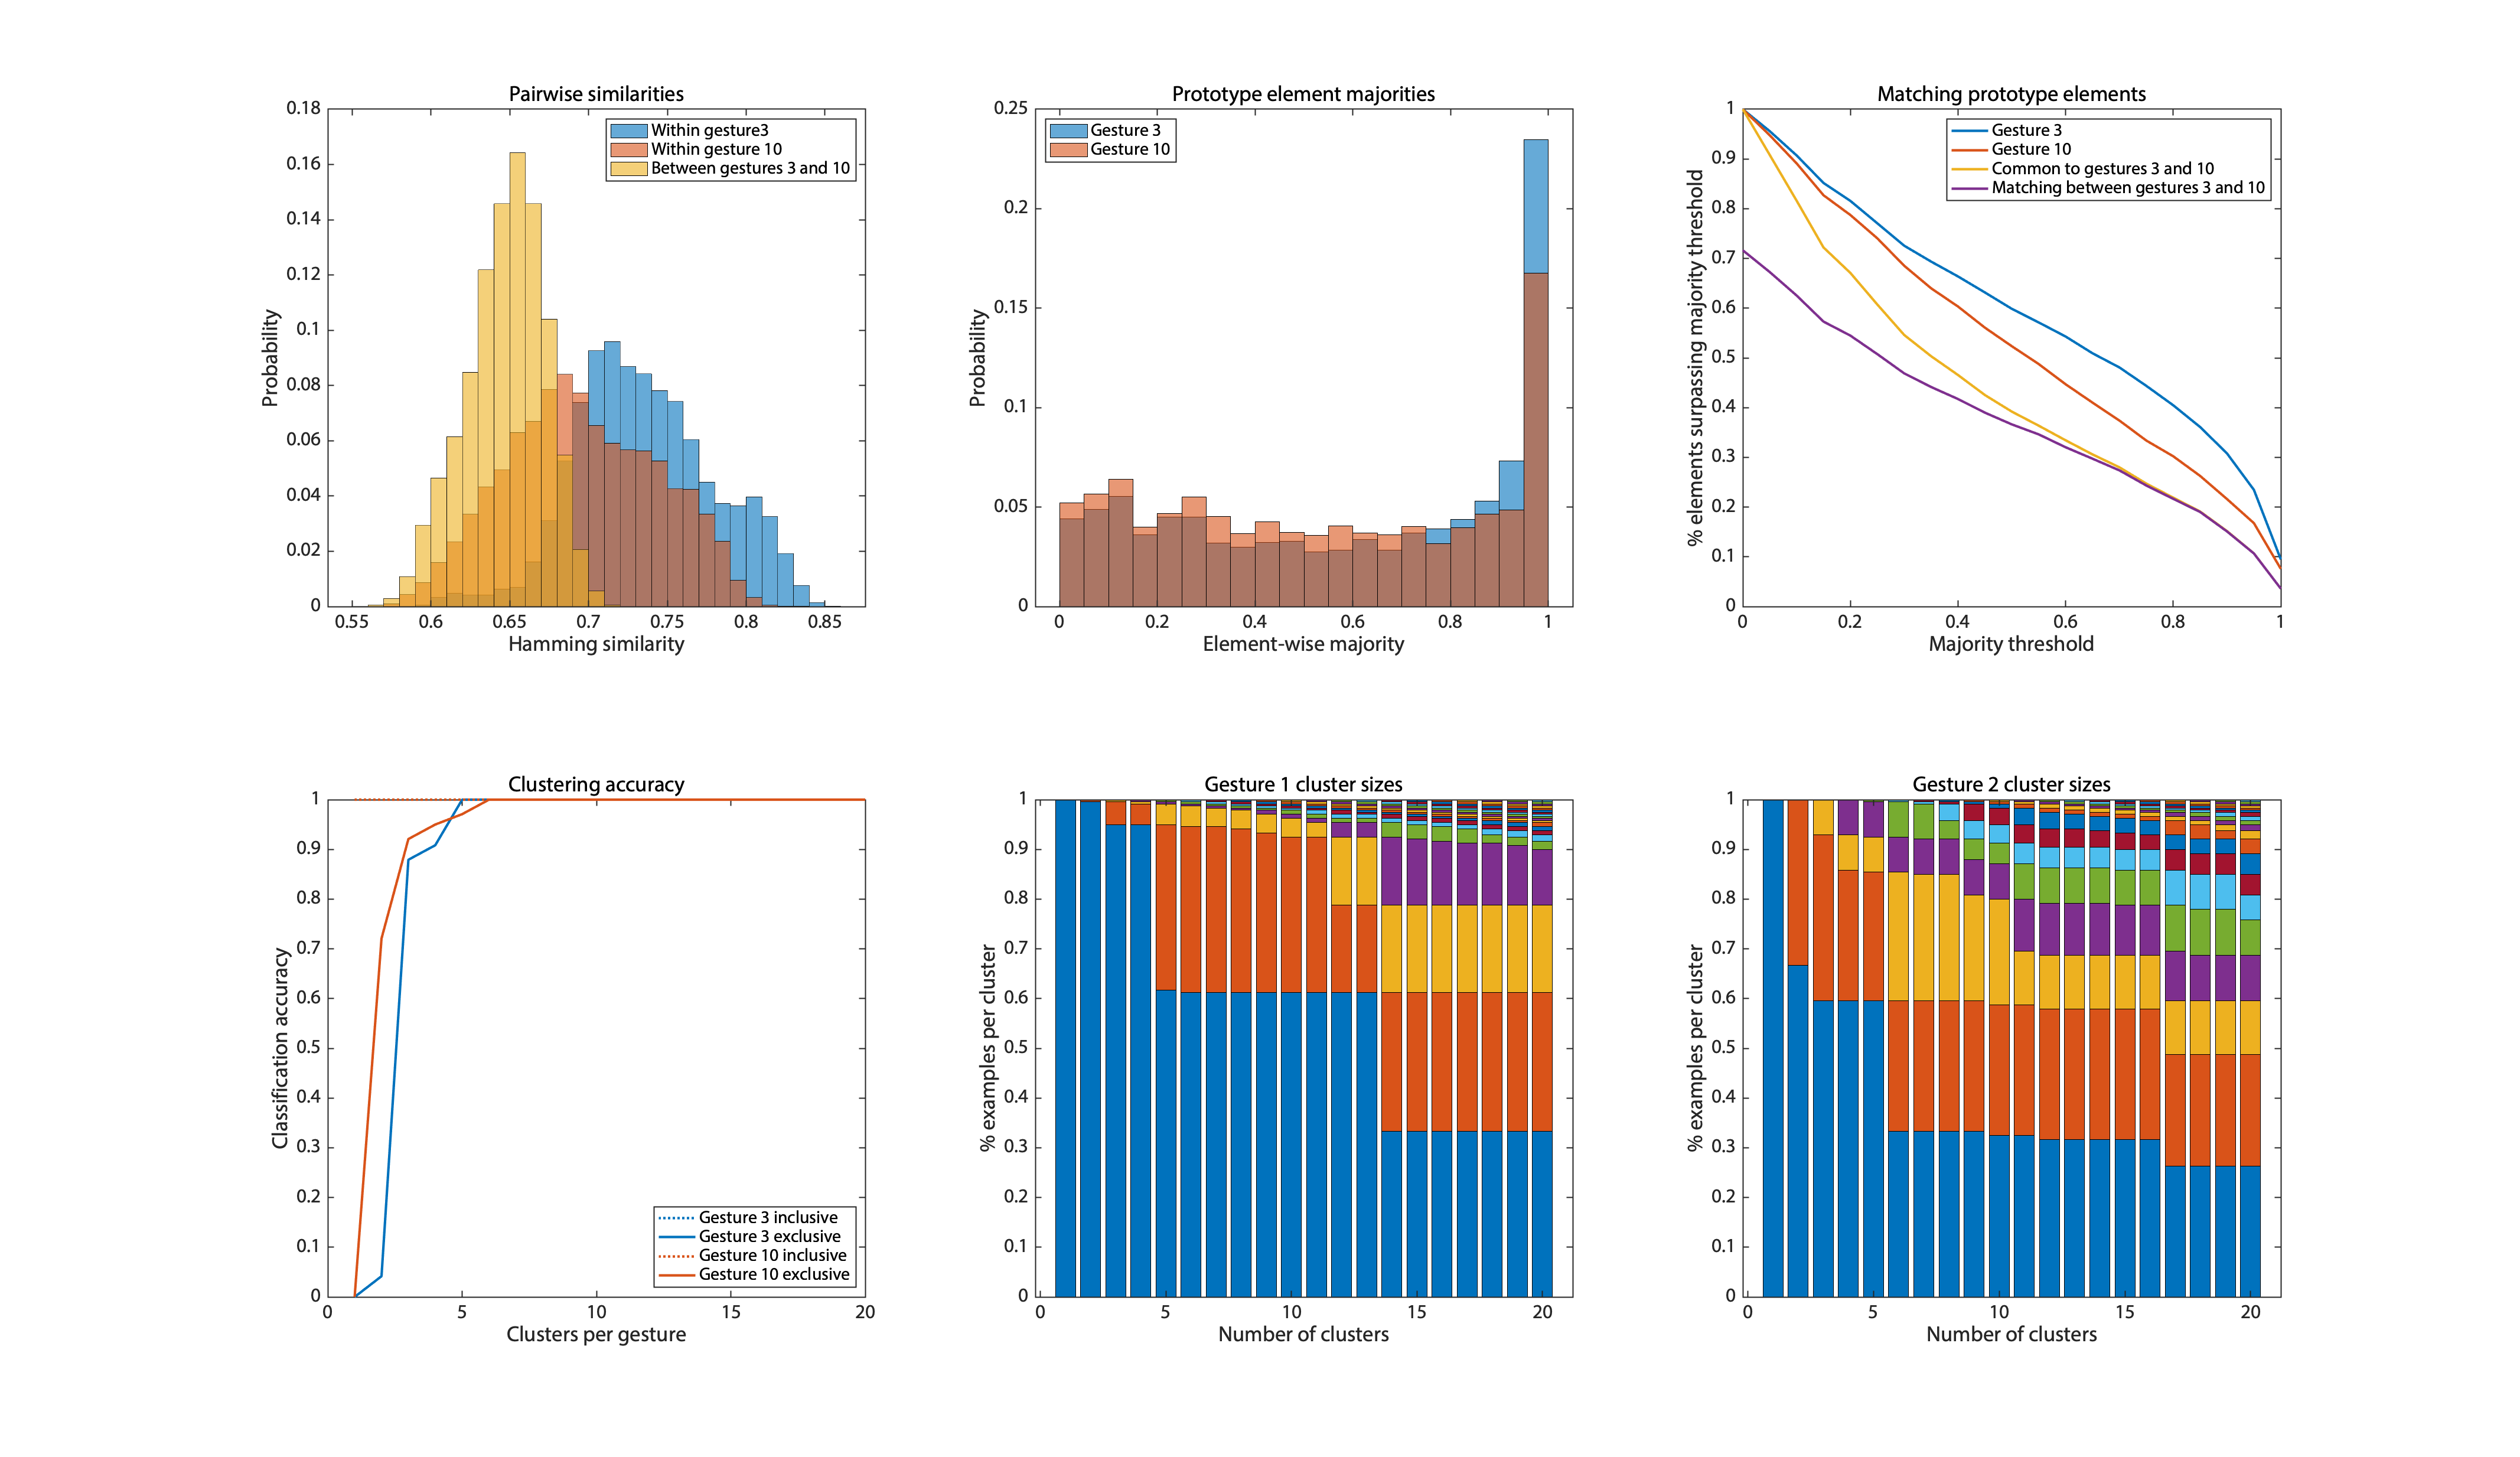 Pairwise similarities
0.18
0.16
0.14
0.12
0.1
0.08
0.06
0.04
0.02
0
Probability
Within gesture3
Within gesture 10
Between gestures 3 and 10
0.55 0.6 0.65 0.7 0.75 0.8 0.85
Hamming similarity
Prototype element majorities
0.25
0.2
0.15
0.1
0.05
0
Probability
Gesture 3
Gesture 10
0 0.2 0.4 0.6 0.8 1
Element-wise majority
Matching prototype elements
1
0.9
0.8
0.7
0.6
0.5
0.4
0.3
0.2
0.1
0
% elements surpassing majority threshold
Gesture 3
Gesture 10
Common to gestures 3 and 10
Matching between gestures 3 and 10
0 0.2 0.4 0.6 0.8 1
Majority threshold
Clustering accuracy
1
0.9
0.8
0.7
0.6
0.5
0.4
0.3
0.2
0.1
0
Classification accuracy
Gesture 3 inclusive
Gesture 3 exclusive
Gesture 10 inclusive
Gesture 10 exclusive
0 5 10 15 20
Clusters per gesture
Gesture 1 cluster sizes
1
0.9
0.8
0.7
0.6
0.5
0.4
0.3
0.2
0.1
0
% examples per cluster
0 5 10 15 20
Number of clusters
Gesture 2 cluster sizes
1
0.9
0.8
0.7
0.6
0.5
0.4
0.3
0.2
0.1
0
% examples per cluster
0 5 10 15 20
Number of clusters